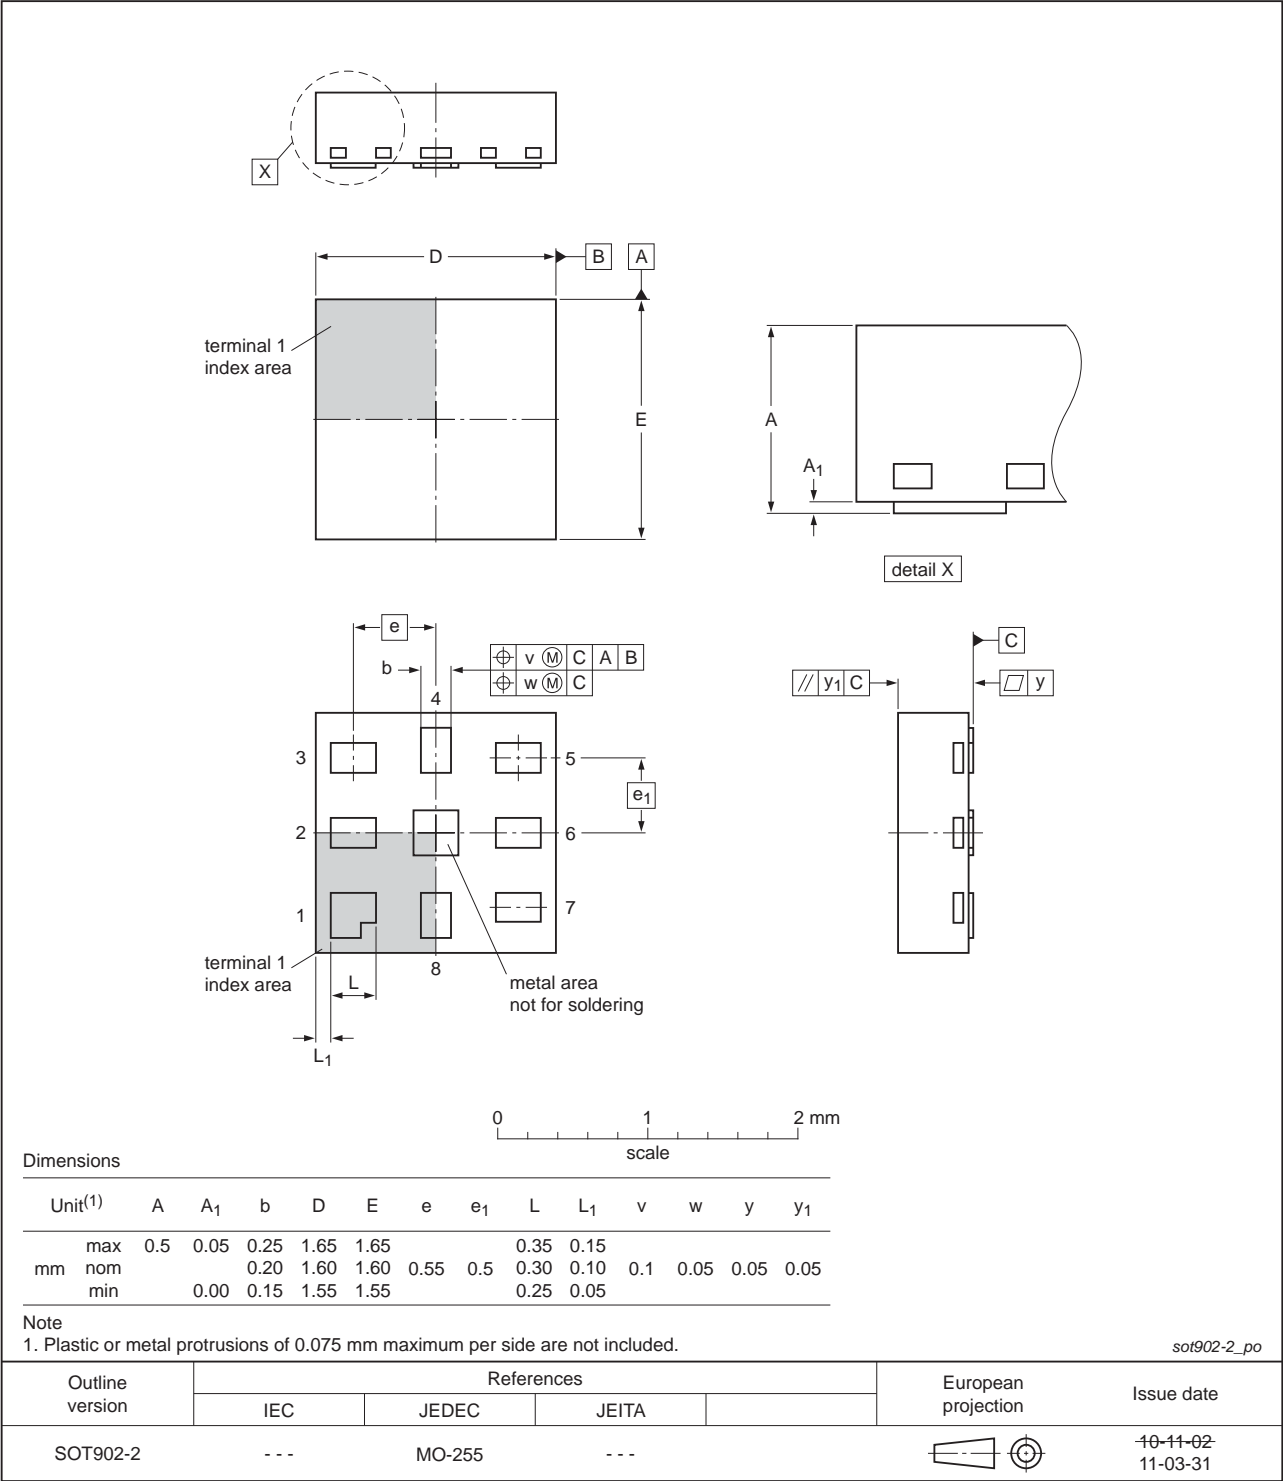 X
D
B
A
terminal 1
index area
E
A
A1
detail X
e
b
v M C A B
w M C
4
3
5
e1
2
6
1
7
terminal 1
index area
8
L
metal area
not for soldering
L1
C
// y1 C
y
0 1 2 mm
scale
Dimensions
Unit(1) A A1 b D E e e1 L L1 v w y y1
max 0.5 0.05 0.25 1.65 1.65 0.35 0.15
mm nom 0.20 1.60 1.60 0.55 0.5 0.30 0.10 0.1 0.05 0.05 0.05
min 0.00 0.15 1.55 1.55 0.25 0.05
Note
1. Plastic or metal protrusions of 0.075 mm maximum per side are not included.
sot902-2_po
Outline
version
References
IEC JEDEC JEITA
European
projection
Issue date
SOT902-2 - - - MO-255 - - -
10-11-02
11-03-31